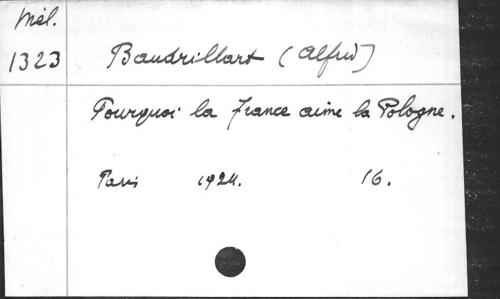 Mél.
1323 Baudrillart (Alfred)
Pourquoi la France aime la Pologne.
Paris 1924. 16.